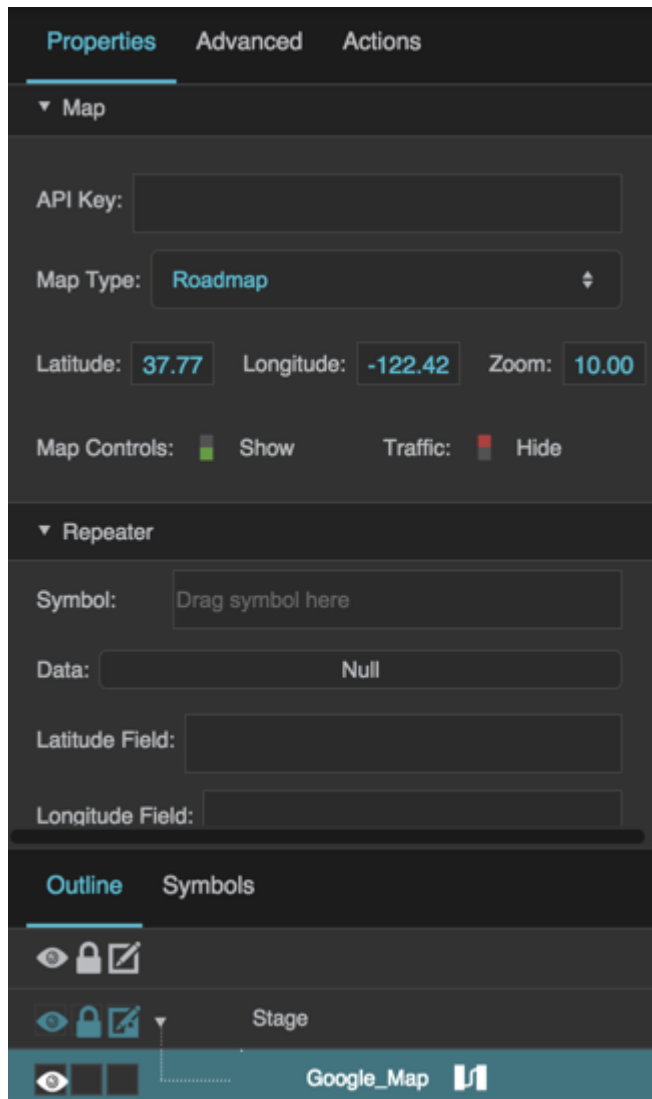 Properties Advanced Actions
Map
API Key:
Map Type: Roadmap
Latitude: 37.77 Longitude: -122.42 Zoom: 10.00
Map Controls: Show Traffic: Hide
Repeater
Symbol: Drag symbol here
Data: Null
Latitude Field:
Longitude Field:
Outline Symbols
Stage
Google_Map